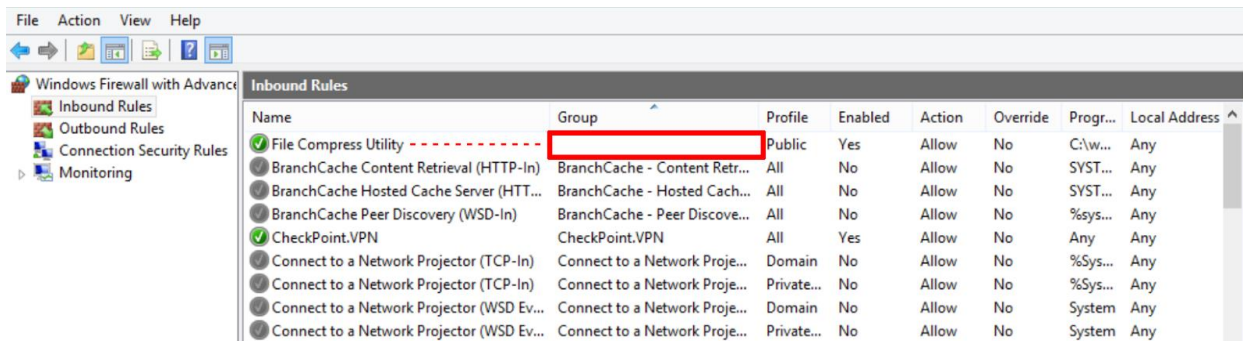 File Action View Help
Windows Firewall with Advance
Inbound Rules
Outbound Rules
Connection Security Rules
Monitoring
Inbound Rules
Name Group Profile Enabled Action Override Progr... Local Address
File Compress Utility Public Yes Allow No C:\w... Any
BranchCache Content Retrieval (HTTP-In) BranchCache - Content Retr... All No Allow No SYST... Any
BranchCache Hosted Cache Server (HTT... BranchCache - Hosted Cach... All No Allow No SYST... Any
BranchCache Peer Discovery (WSD-In) BranchCache - Peer Discove... All No Allow No %sys... Any
CheckPoint.VPN CheckPoint.VPN All Yes Allow No Any Any
Connect to a Network Projector (TCP-In) Connect to a Network Proje... Domain No Allow No %Sys... Any
Connect to a Network Projector (TCP-In) Connect to a Network Proje... Private... No Allow No %Sys... Any
Connect to a Network Projector (WSD Ev... Connect to a Network Proje... Domain No Allow No System Any
Connect to a Network Projector (WSD Ev... Connect to a Network Proje... Private... No Allow No System Any